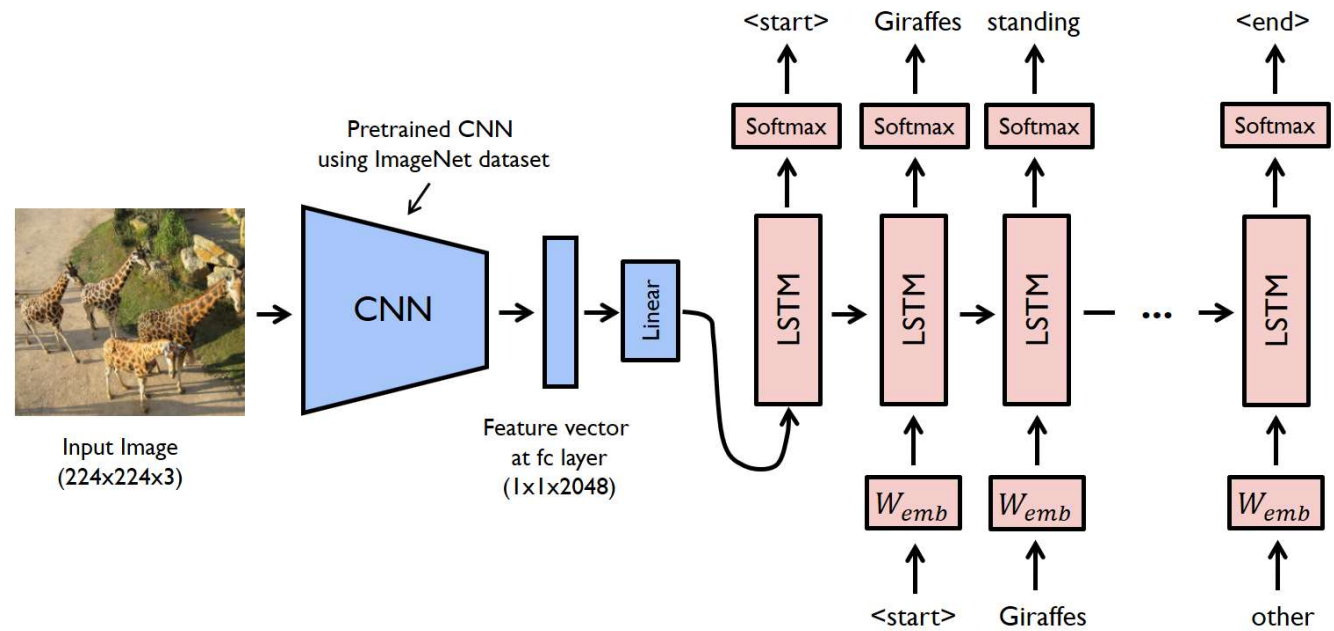 <start> Giraffes standing <end>
Softmax Softmax Softmax Softmax
Pretrained CNN
using ImageNet dataset
CNN
Linear
LSTM LSTM LSTM ... LSTM
Input Image
(224x224x3)
Feature vector
at fc layer
(1x1x2048)
W_emb W_emb W_emb
<start> Giraffes other